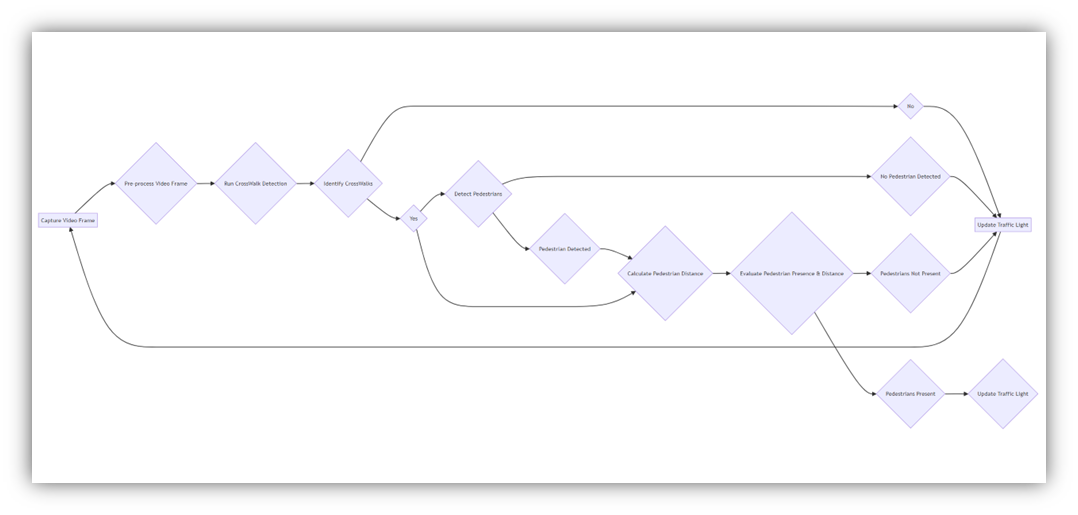 No
Pre-process Video Frame
Run CrossWalk Detection
Identify CrossWalks
Detect Pedestrians
No Pedestrian Detected
Capture Video Frame
Yes
Update Traffic Light
Pedestrian Detected
Calculate Pedestrian Distance
Evaluate Pedestrian Presence & Distance
Pedestrians Not Present
Pedestrians Present
Update Traffic Light